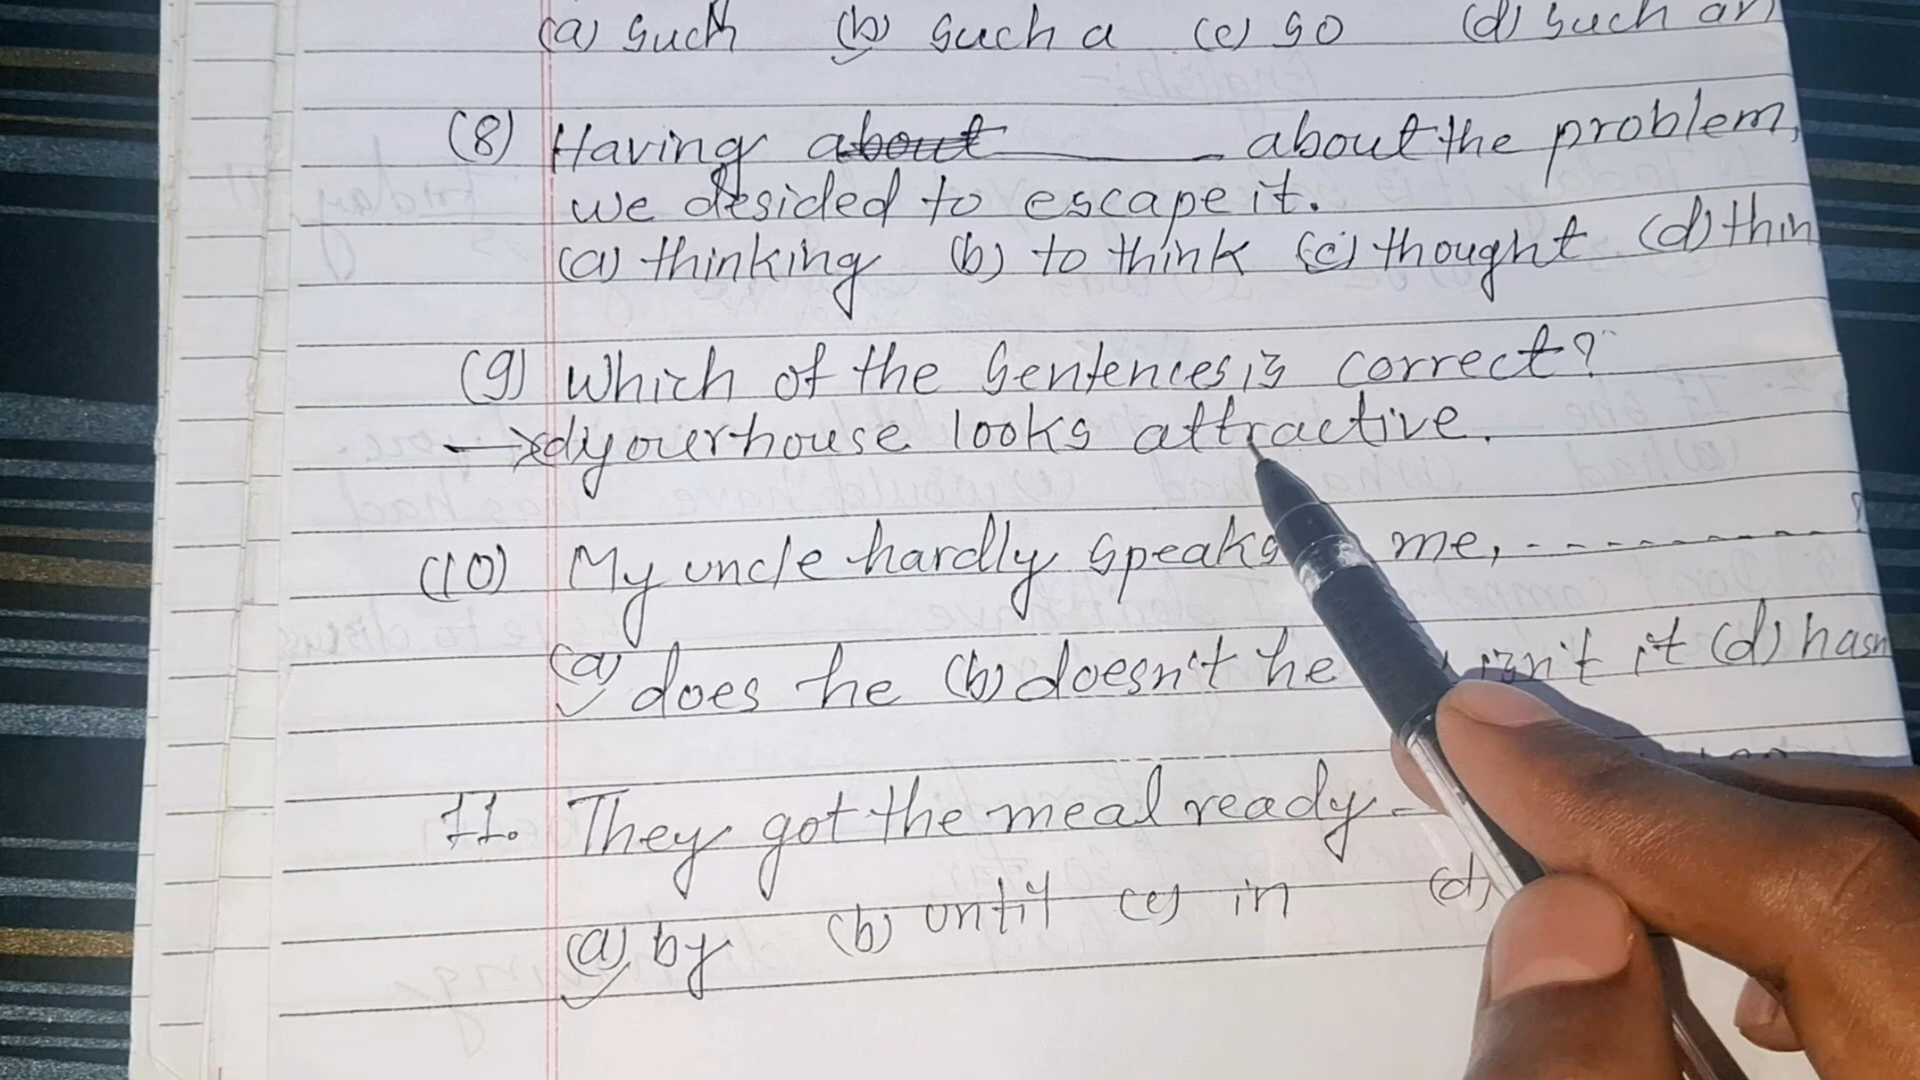 (a) such (b) such a (c) so (d) such an
(8) Having about ________ about the problem,
we desided to escape it.
(a) thinking (b) to think (c) thought (d) thin
(9) Which of the Sentences is correct?
→ d) your house looks attractive.
(10) My uncle hardly speaks me, - - - - - - - - - -
(a) does he (b) doesn't he isn't it (d) hasn
11. They got the meal ready -
(a) by (b) until (c) in (d)